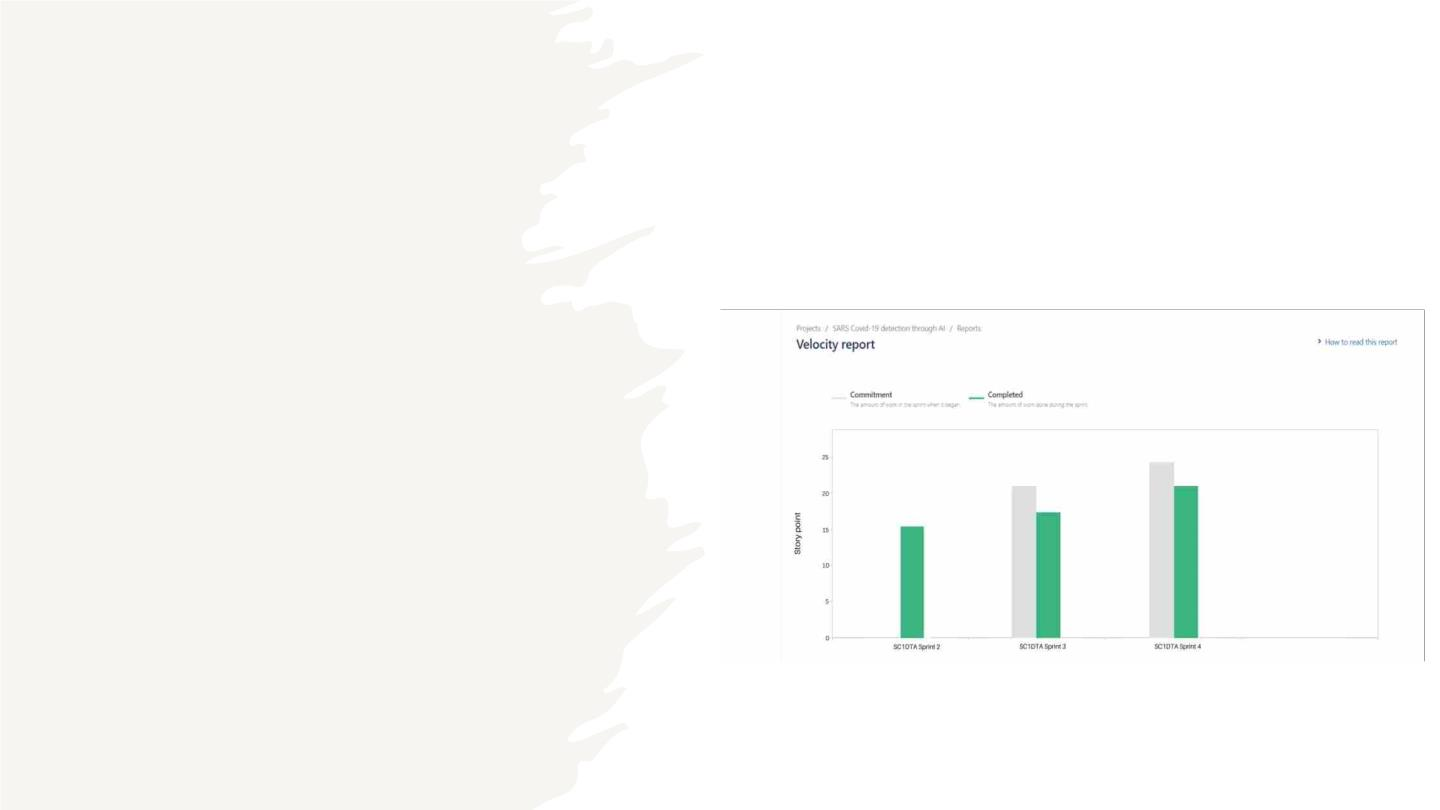 Projects / SARS Covid-19 detection through AI / Reports
Velocity report
How to read this report
Commitment
The amount of work in the sprint when it began.
Completed
The amount of work done during the sprint.
25
20
15
10
5
0
Story point
SC1DTA Sprint 2
SC1DTA Sprint 3
SC1DTA Sprint 4